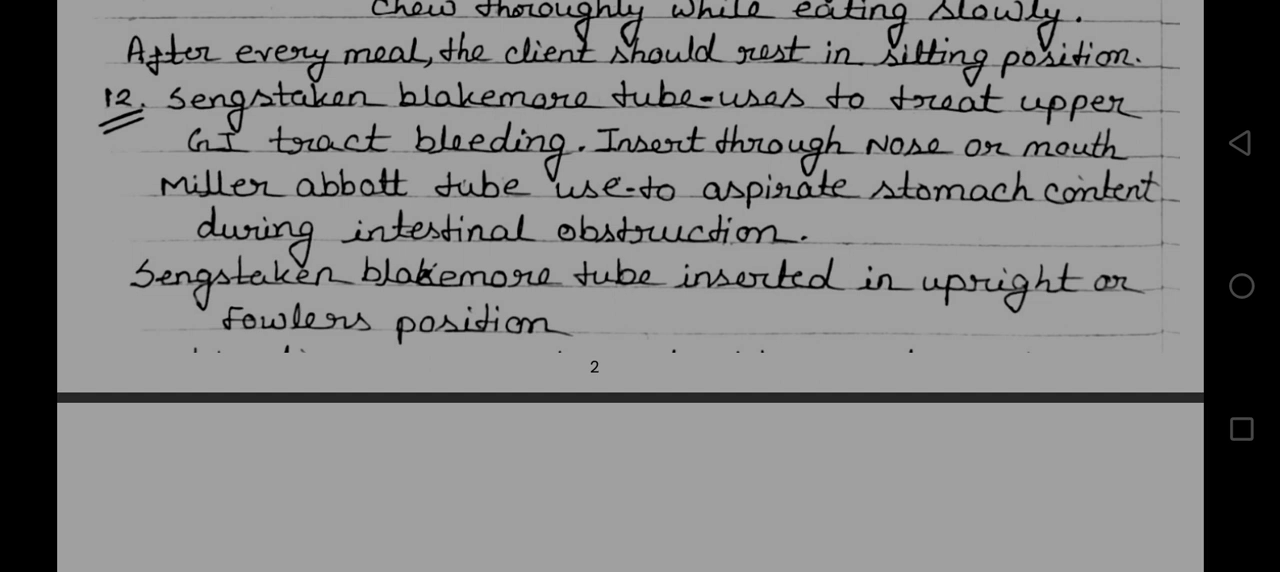 Chew thoroughly while eating slowly.
After every meal, the client should rest in sitting position.
12. Sengstaken blakemore tube-uses to treat upper
GI tract bleeding. Insert through Nose or mouth
Miller abbott tube use-to aspirate stomach content
during intestinal obstruction.
Sengstaken blakemore tube inserted in upright or
fowlers position
2